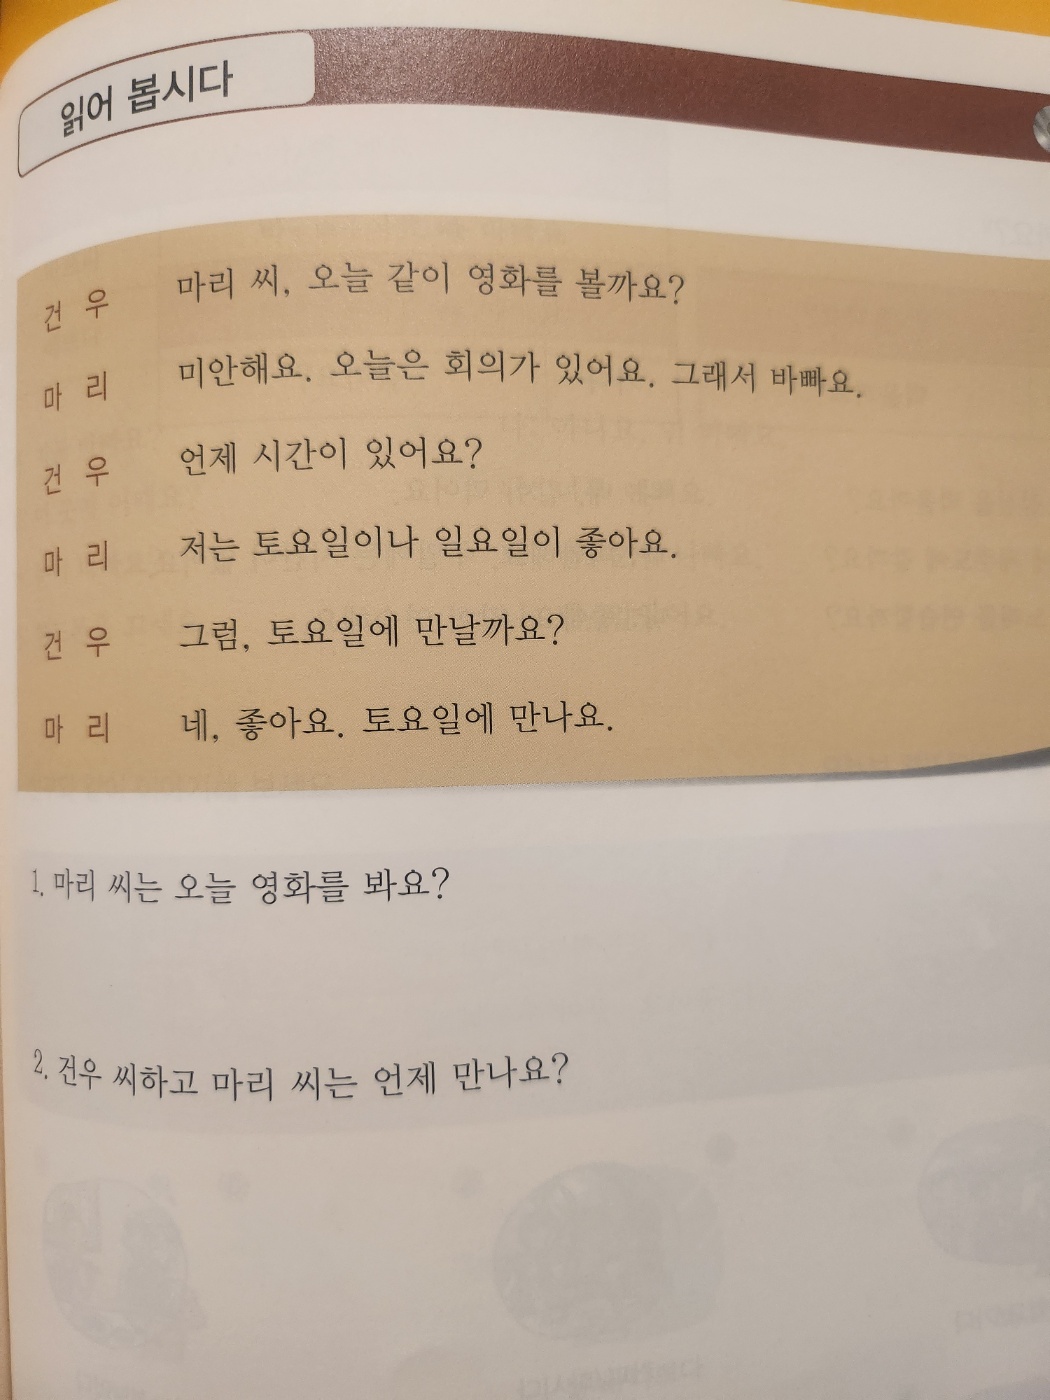 읽어 봅시다
건 우 마리 씨, 오늘 같이 영화를 볼까요?
마 리 미안해요. 오늘은 회의가 있어요. 그래서 바빠요.
건 우 언제 시간이 있어요?
마 리 저는 토요일이나 일요일이 좋아요.
건 우 그럼, 토요일에 만날까요?
마 리 네, 좋아요. 토요일에 만나요.
1. 마리 씨는 오늘 영화를 봐요?
2. 건우 씨하고 마리 씨는 언제 만나요?